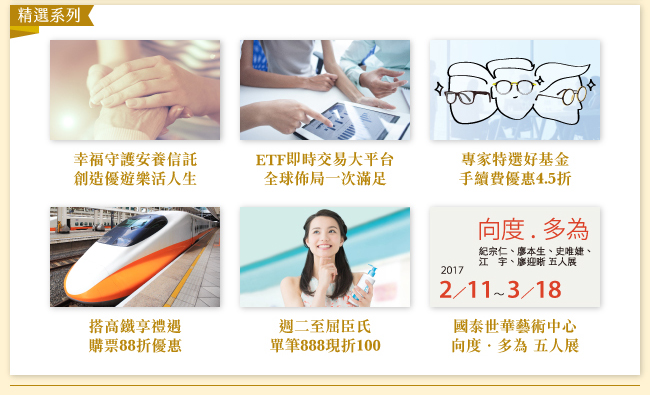 精選系列
幸福守護安養信託
創造優遊樂活人生
ETF即時交易大平台
全球佈局一次滿足
專家特選好基金
手續費優惠4.5折
向度 . 多為
紀宗仁、廖本生、史唯婕、
江　宇、廖迎晰 五人展
2017
2/11~3/18
搭高鐵享禮遇
購票88折優惠
週二至屈臣氏
單筆888現折100
國泰世華藝術中心
向度．多為 五人展